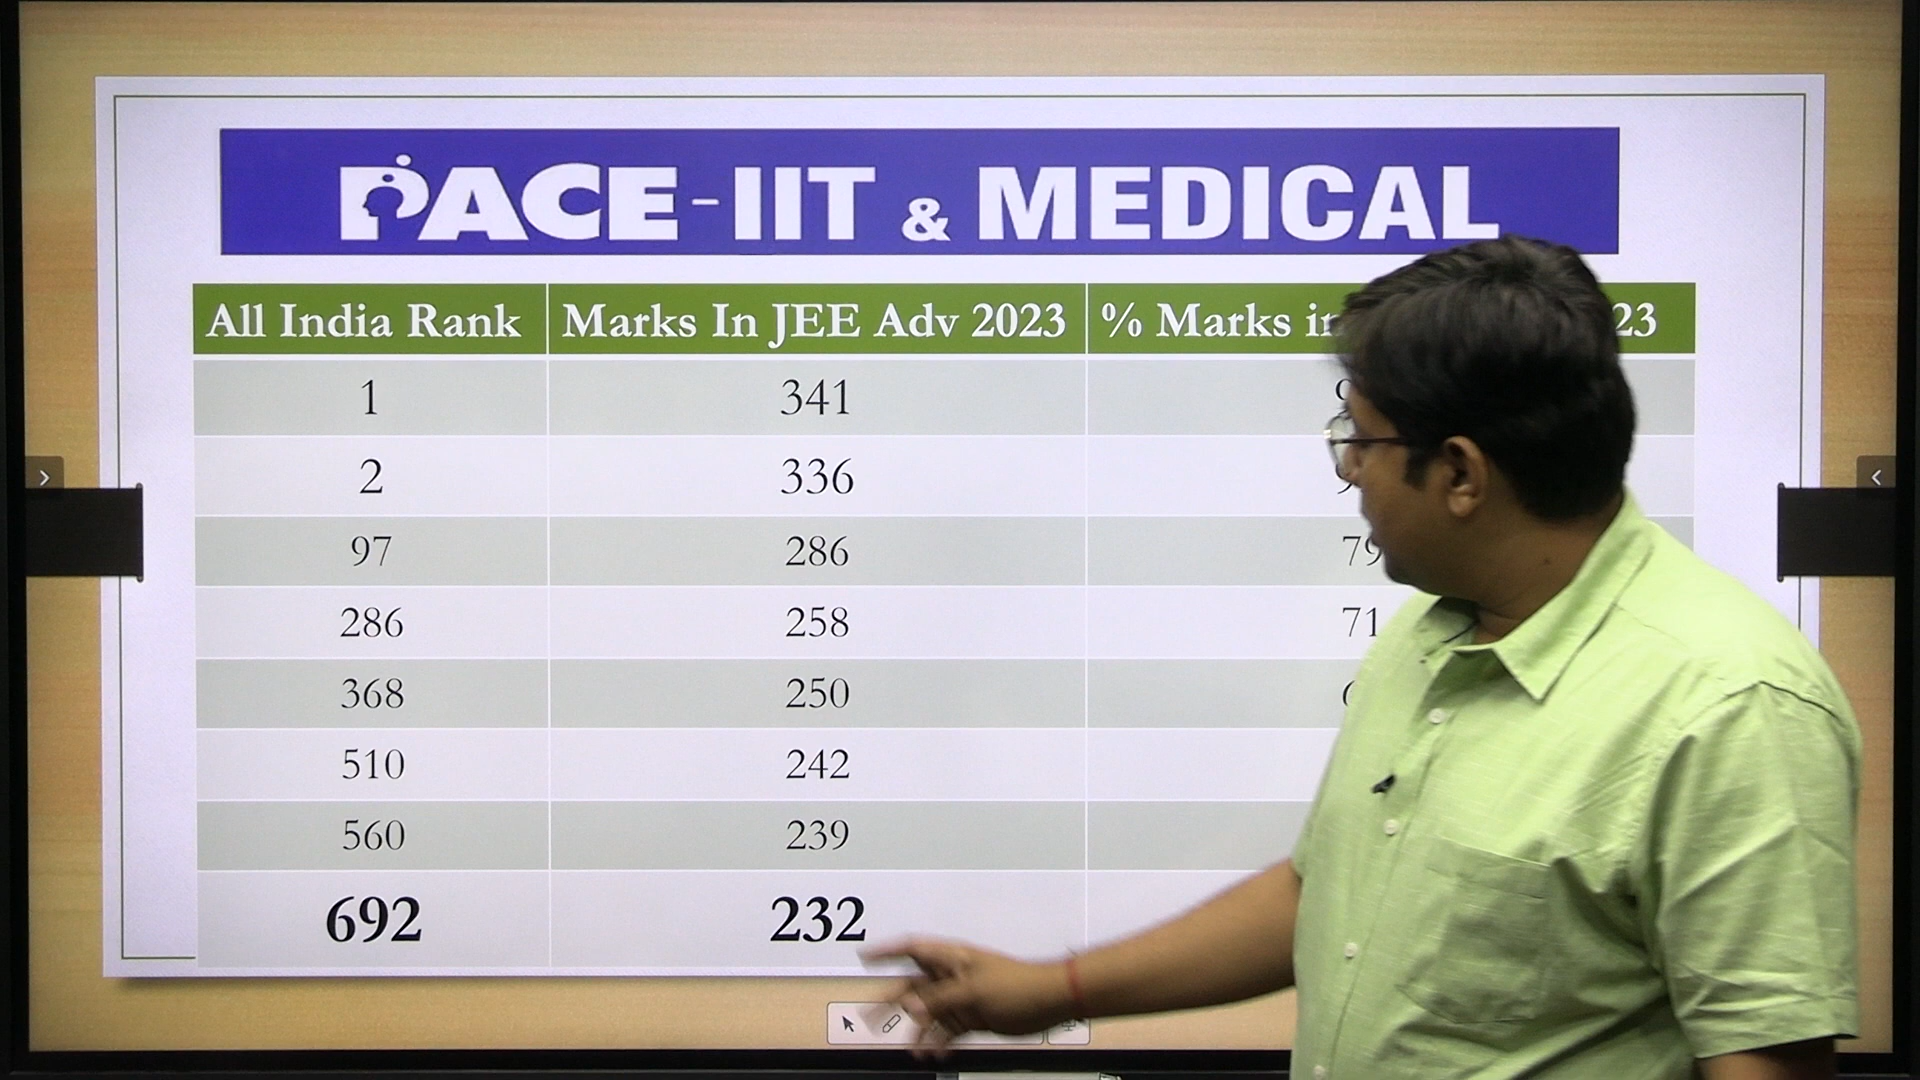 PACE-IIT & MEDICAL
All India Rank Marks In JEE Adv 2023 % Marks in 23
1 341
2 336
97 286 79
286 258 71
368 250
510 242
560 239
692 232